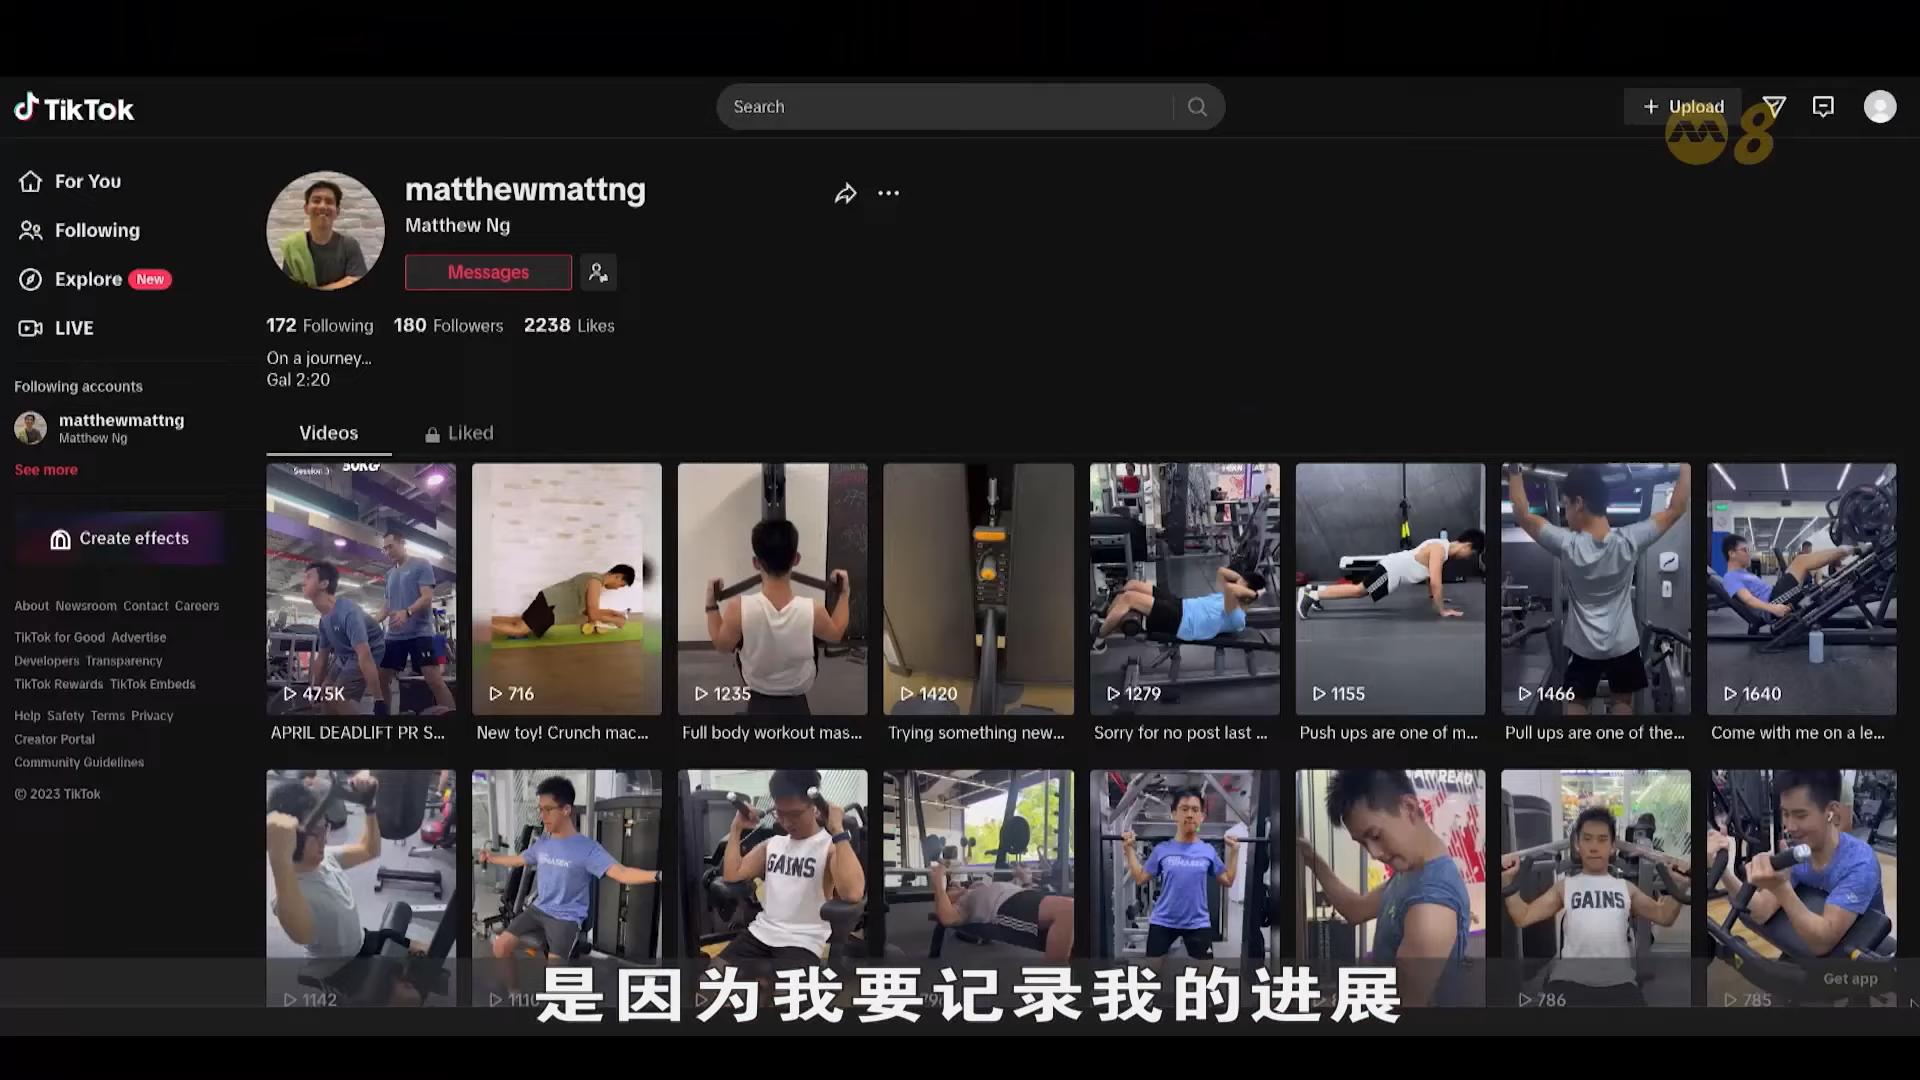 TikTok
Search
Upload
8
For You
Following
Explore New
LIVE
Following accounts
matthewmattng
Matthew Ng
See more
Create effects
About Newsroom Contact Careers
TikTok for Good Advertise
Developers Transparency
TikTok Rewards TikTok Embeds
Help Safety Terms Privacy
Creator Portal
Community Guidelines
© 2023 TikTok
matthewmattng
Matthew Ng
Messages
172 Following 180 Followers 2238 Likes
On a journey...
Gal 2:20
Videos Liked
Session 3 50KG
47.5K 716 1235 1420 1279 1155 1466 1640
APRIL DEADLIFT PR S... New toy! Crunch mac... Full body workout mas... Trying something new... Sorry for no post last ... Push ups are one of m... Pull ups are one of the... Come with me on a le...
GAINS
GAINS
1142 786 785
Get app
是因为我要记录我的进展